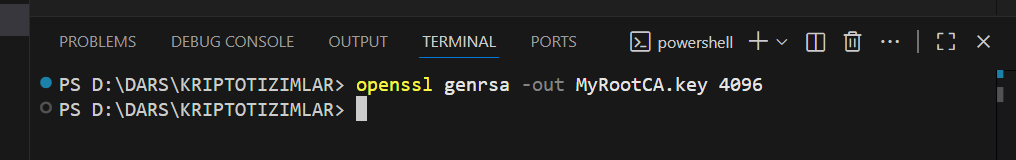 PROBLEMS DEBUG CONSOLE OUTPUT TERMINAL PORTS powershell
PS D:\DARS\KRIPTOTIZIMLAR> openssl genrsa -out MyRootCA.key 4096
PS D:\DARS\KRIPTOTIZIMLAR>